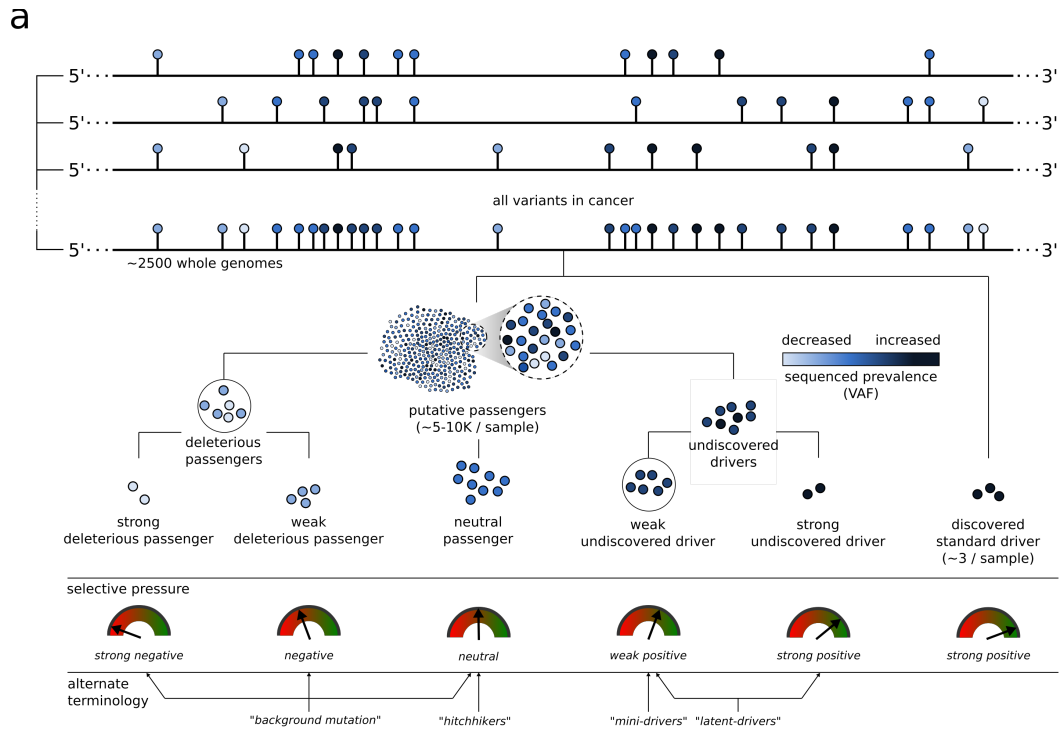 a
5'···
···3'
5'···
···3'
5'···
···3'
all variants in cancer
5'···
···3'
~2500 whole genomes
decreased increased
sequenced prevalence
(VAF)
putative passengers
(~5-10K / sample)
deleterious
passengers
undiscovered
drivers
strong
deleterious passenger
weak
deleterious passenger
neutral
passenger
weak
undiscovered driver
strong
undiscovered driver
discovered
standard driver
(~3 / sample)
selective pressure
strong negative
negative
neutral
weak positive
strong positive
strong positive
alternate
terminology
"background mutation"
"hitchhikers"
"mini-drivers"
"latent-drivers"